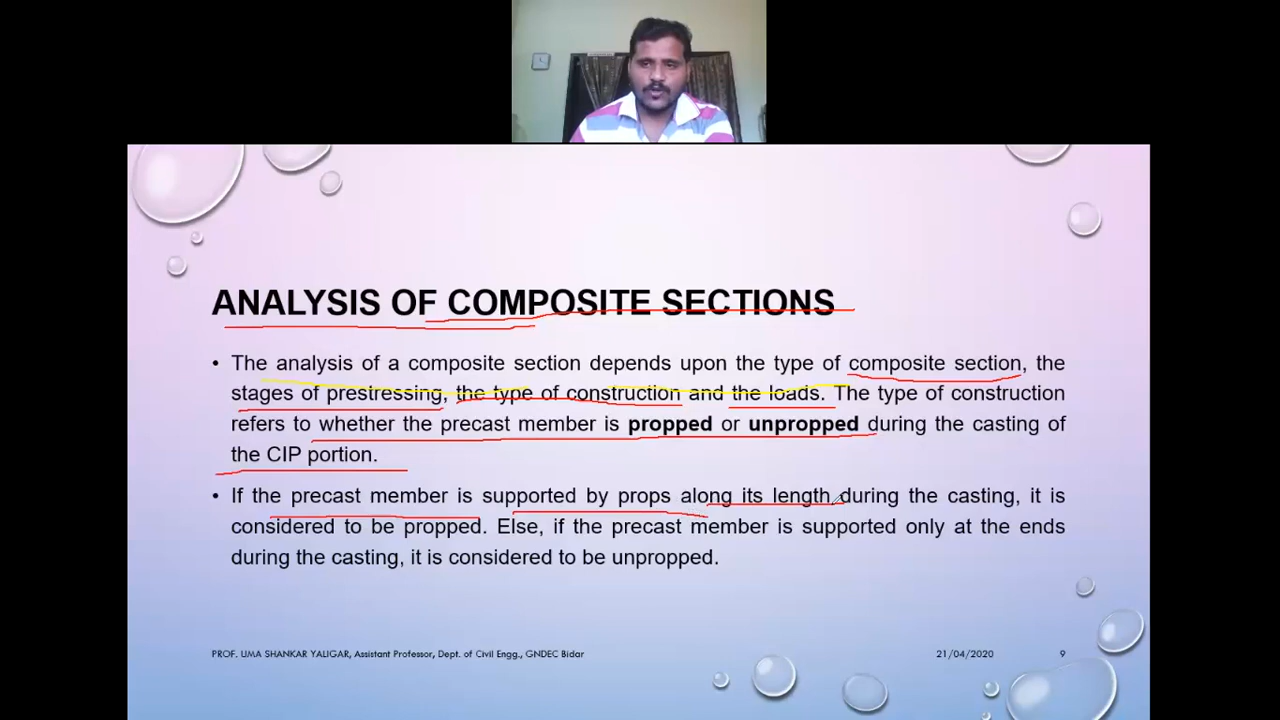 ANALYSIS OF COMPOSITE SECTIONS
• The analysis of a composite section depends upon the type of composite section, the
stages of prestressing, the type of construction and the loads. The type of construction
refers to whether the precast member is propped or unpropped during the casting of
the CIP portion.
• If the precast member is supported by props along its length during the casting, it is
considered to be propped. Else, if the precast member is supported only at the ends
during the casting, it is considered to be unpropped.
PROF. UMA SHANKAR YALIGAR, Assistant Professor, Dept. of Civil Engg., GNDEC Bidar
21/04/2020
9